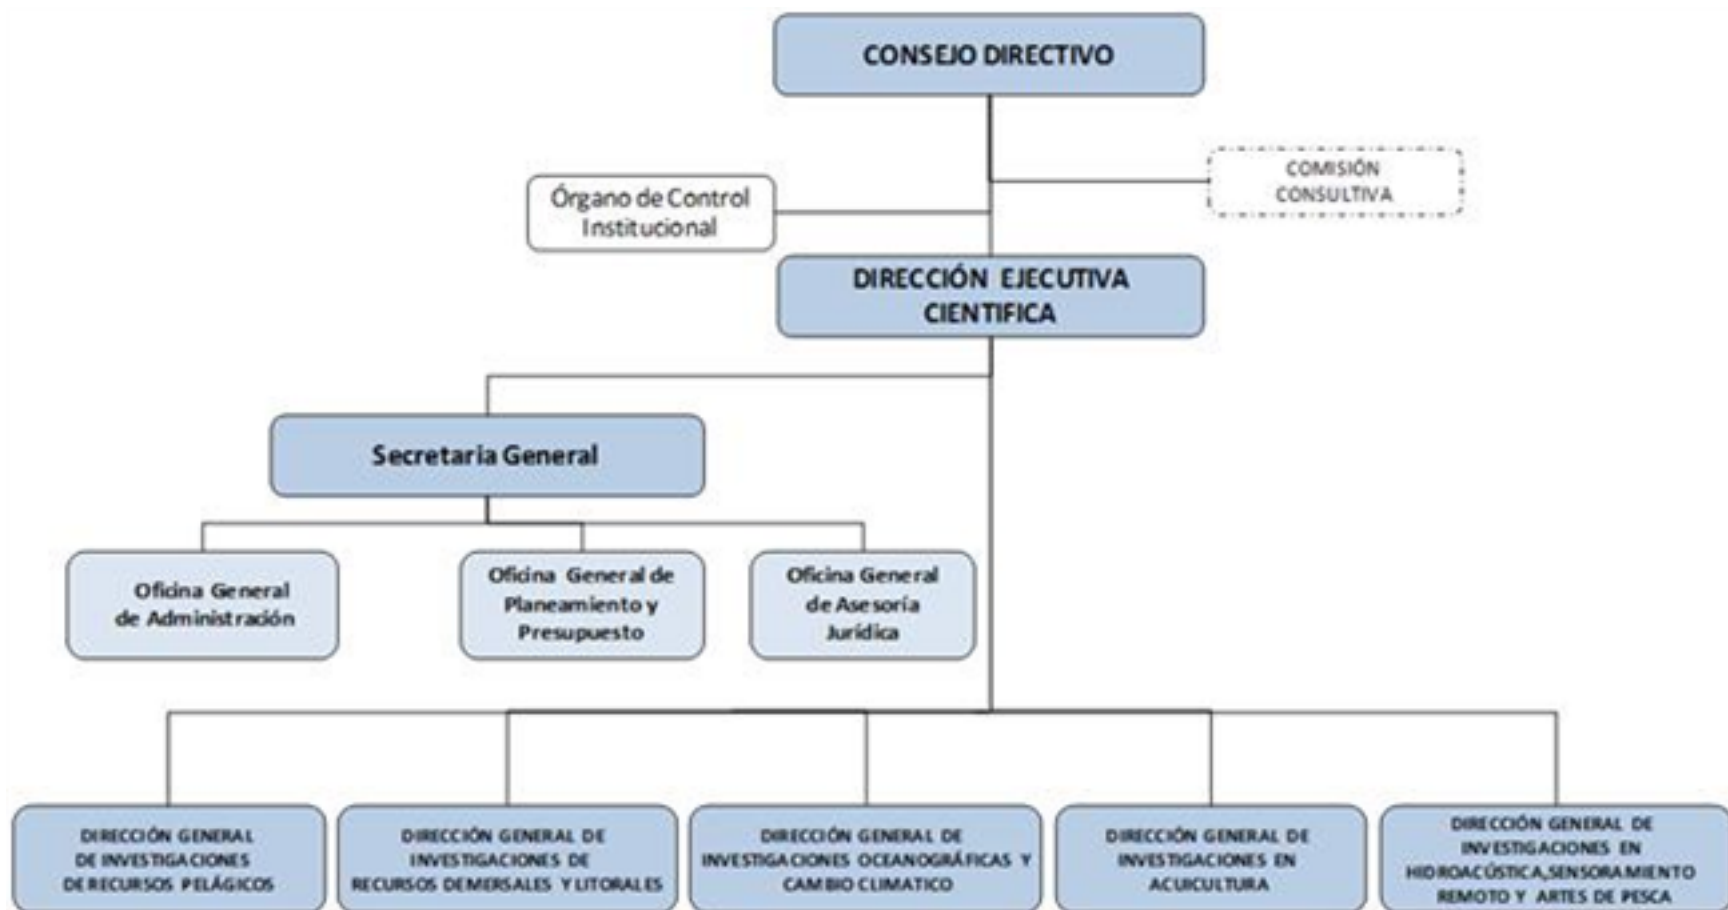 CONSEJO DIRECTIVO
COMISIÓN
CONSULTIVA
Órgano de Control
Institucional
DIRECCIÓN EJECUTIVA
CIENTIFICA
Secretaria General
Oficina General
de Administración
Oficina General de
Planeamiento y
Presupuesto
Oficina General
de Asesoría
Jurídica
DIRECCIÓN GENERAL
DE INVESTIGACIONES
DE RECURSOS PELÁGICOS
DIRECCIÓN GENERAL DE
INVESTIGACIONES DE
RECURSOS DEMERSALES Y LITORALES
DIRECCIÓN GENERAL DE
INVESTIGACIONES OCEANOGRÁFICAS Y
CAMBIO CLIMATICO
DIRECCIÓN GENERAL DE
INVESTIGACIONES EN
ACUICULTURA
DIRECCIÓN GENERAL DE
INVESTIGACIONES EN
HIDROACÚSTICA,SENSORAMIENTO
REMOTO Y ARTES DE PESCA